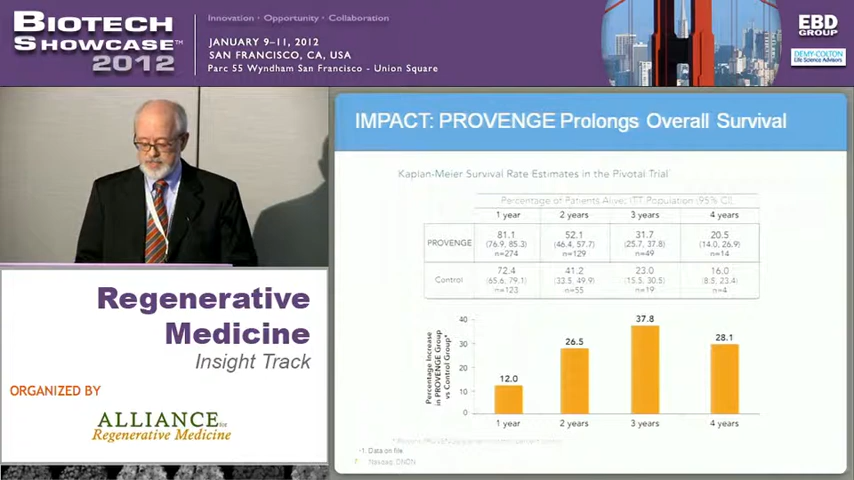 BIOTECH
SHOWCASE™
2012
Innovation · Opportunity · Collaboration
JANUARY 9–11, 2012
SAN FRANCISCO, CA, USA
Parc 55 Wyndham San Francisco - Union Square
EBD
GROUP
DEMY-COLTON
Life Science Advisors
Regenerative
Medicine
Insight Track
ORGANIZED BY
ALLIANCE for
Regenerative Medicine
IMPACT: PROVENGE Prolongs Overall Survival
Kaplan-Meier Survival Rate Estimates in the Pivotal Trial
Percentage of Patients Alive: ITT Population (95% CI)
1 year 2 years 3 years 4 years
PROVENGE
81.1 52.1 31.7 20.5
(76.9, 85.3) (46.4, 57.7) (25.7, 37.8) (14.0, 26.9)
n=274 n=129 n=49 n=14
Control
72.4 41.2 23.0 16.0
(65.6, 79.1) (33.5, 49.9) (15.5, 30.5) (8.5, 23.4)
n=123 n=55 n=19 n=4
Percentage Increase
in PROVENGE Group
vs Control Group*
40
30
20
10
0
12.0 26.5 37.8 28.1
1 year 2 years 3 years 4 years
1. Data on file
7 Nasdaq: DNDN